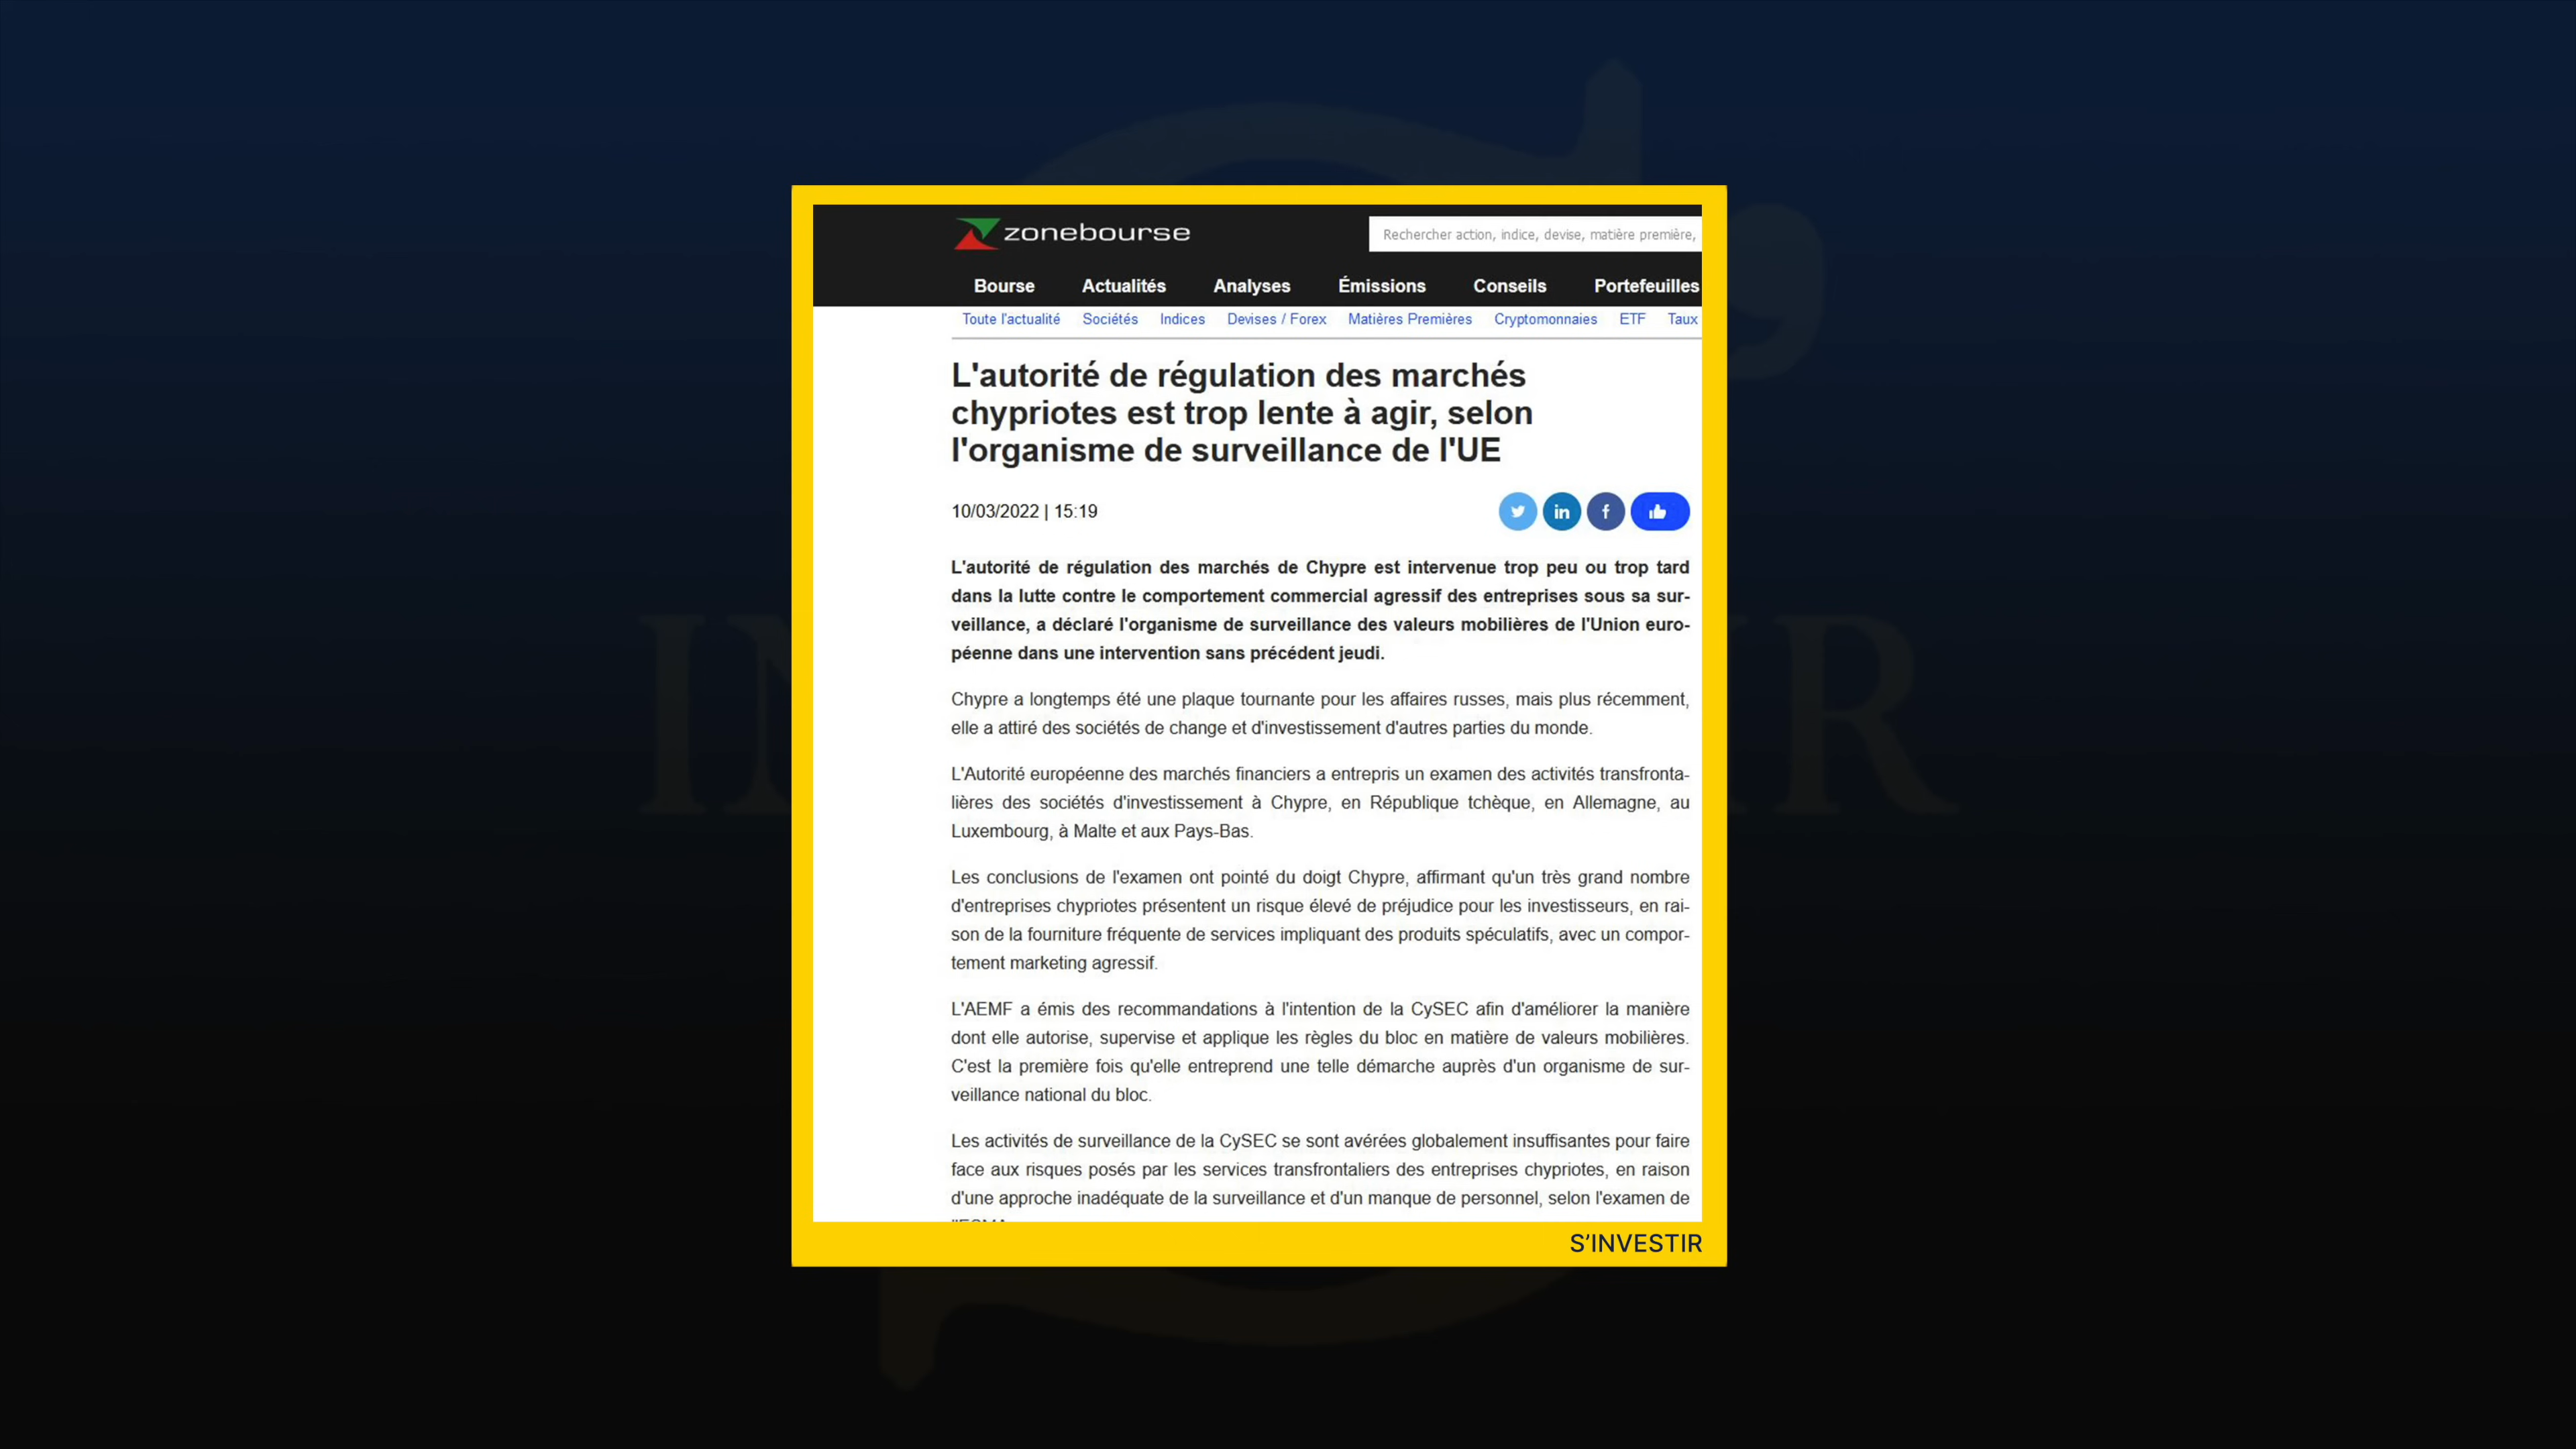 zonebourse
Rechercher action, indice, devise, matière première,
Bourse Actualités Analyses Émissions Conseils Portefeuilles
Toute l'actualité Sociétés Indices Devises / Forex Matières Premières Cryptomonnaies ETF Taux
L'autorité de régulation des marchés
chypriotes est trop lente à agir, selon
l'organisme de surveillance de l'UE
10/03/2022 | 15:19
L'autorité de régulation des marchés de Chypre est intervenue trop peu ou trop tard
dans la lutte contre le comportement commercial agressif des entreprises sous sa sur-
veillance, a déclaré l'organisme de surveillance des valeurs mobilières de l'Union euro-
péenne dans une intervention sans précédent jeudi.
Chypre a longtemps été une plaque tournante pour les affaires russes, mais plus récemment,
elle a attiré des sociétés de change et d'investissement d'autres parties du monde.
L'Autorité européenne des marchés financiers a entrepris un examen des activités transfronta-
lières des sociétés d'investissement à Chypre, en République tchèque, en Allemagne, au
Luxembourg, à Malte et aux Pays-Bas.
Les conclusions de l'examen ont pointé du doigt Chypre, affirmant qu'un très grand nombre
d'entreprises chypriotes présentent un risque élevé de préjudice pour les investisseurs, en rai-
son de la fourniture fréquente de services impliquant des produits spéculatifs, avec un compor-
tement marketing agressif.
L'AEMF a émis des recommandations à l'intention de la CySEC afin d'améliorer la manière
dont elle autorise, supervise et applique les règles du bloc en matière de valeurs mobilières.
C'est la première fois qu'elle entreprend une telle démarche auprès d'un organisme de sur-
veillance national du bloc.
Les activités de surveillance de la CySEC se sont avérées globalement insuffisantes pour faire
face aux risques posés par les services transfrontaliers des entreprises chypriotes, en raison
d'une approche inadéquate de la surveillance et d'un manque de personnel, selon l'examen de
S'INVESTIR